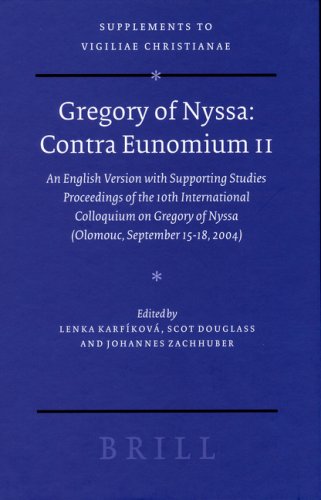 SUPPLEMENTS TO
VIGILIAE CHRISTIANAE
*
Gregory of Nyssa:
Contra Eunomium II
An English Version with Supporting Studies
Proceedings of the 10th International
Colloquium on Gregory of Nyssa
(Olomouc, September 15-18, 2004)
*
Edited by
LENKA KARFÍKOVÁ, SCOT DOUGLASS
AND JOHANNES ZACHHUBER
BRILL